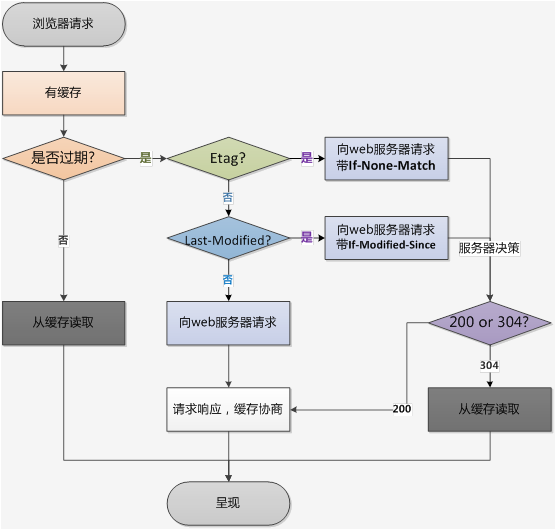 浏览器请求
有缓存
是否过期?
是
Etag?
是
向web服务器请求
带If-None-Match
否
否
Last-Modified?
是
向web服务器请求
带If-Modified-Since
服务器决策
否
从缓存读取
向web服务器请求
200 or 304?
304
请求响应，缓存协商
200
从缓存读取
呈现